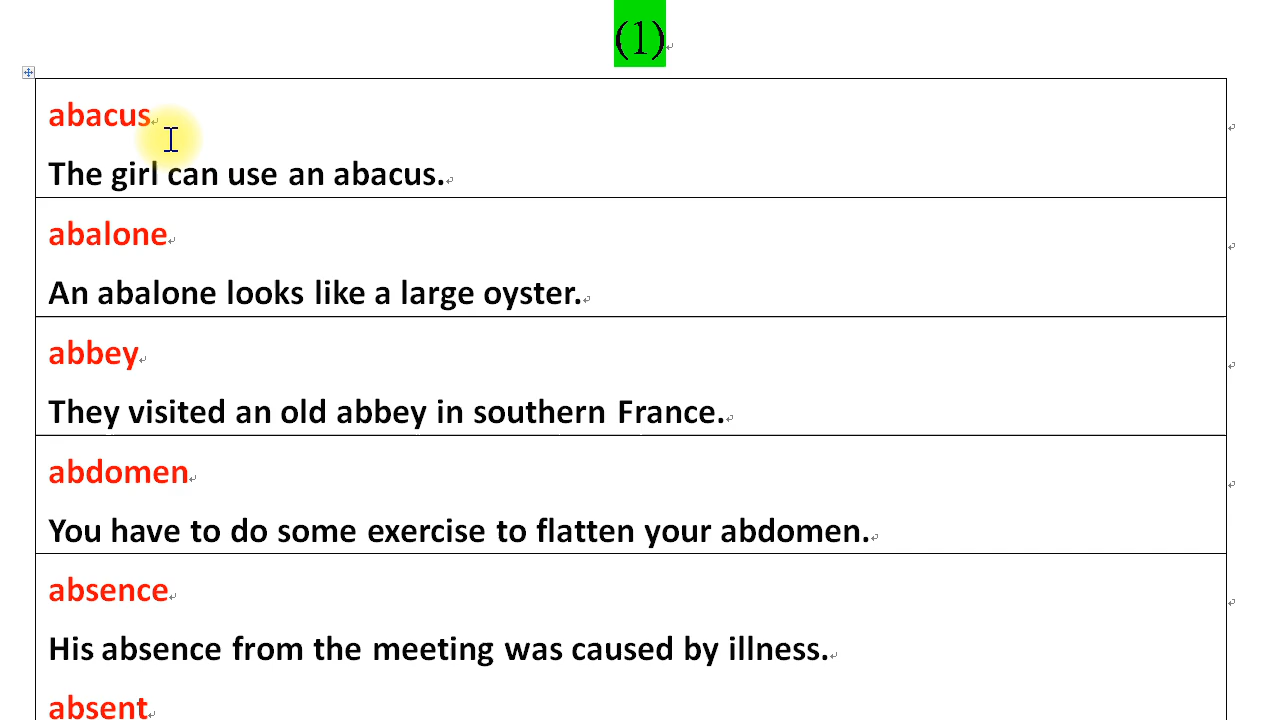 (1)
abacus
The girl can use an abacus.
abalone
An abalone looks like a large oyster.
abbey
They visited an old abbey in southern France.
abdomen
You have to do some exercise to flatten your abdomen.
absence
His absence from the meeting was caused by illness.
absent